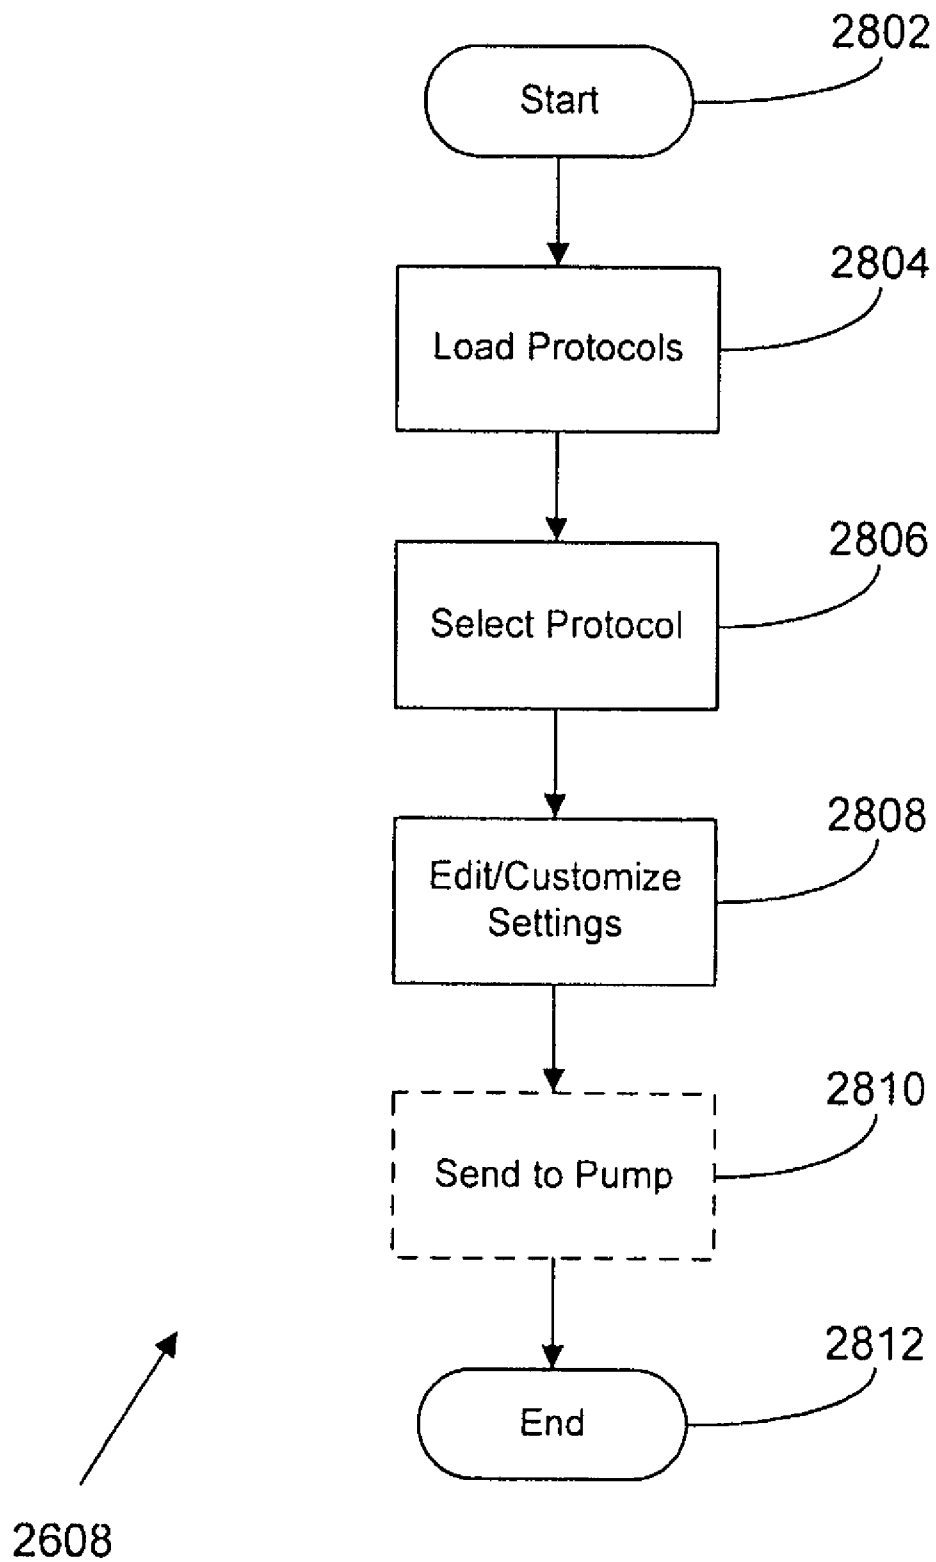 2802
Start
2804
Load Protocols
2806
Select Protocol
2808
Edit/Customize
Settings
2810
Send to Pump
2812
End
2608